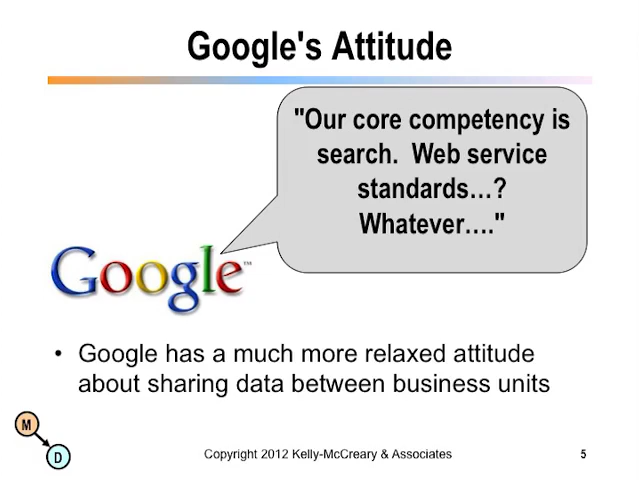 Google's Attitude
"Our core competency is
search.  Web service
standards…?
Whatever…."
Google™
• Google has a much more relaxed attitude
about sharing data between business units
M
D
Copyright 2012 Kelly-McCreary & Associates
5